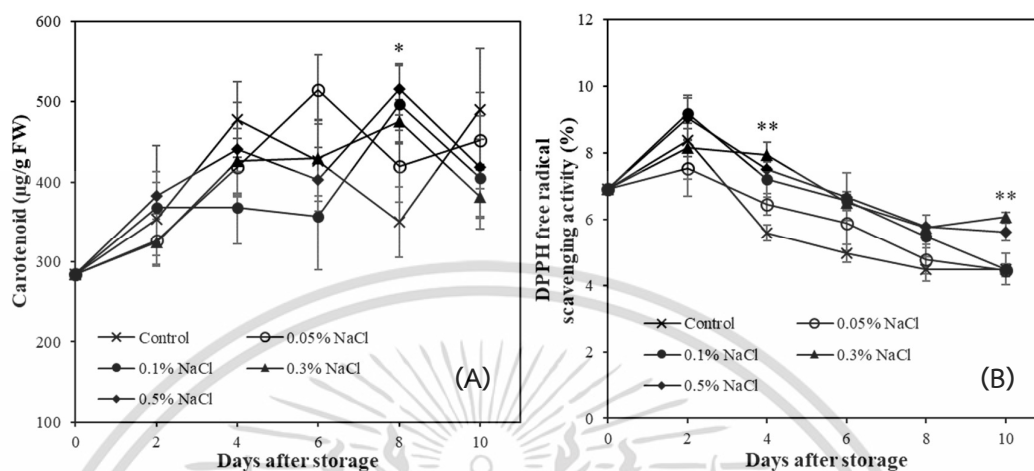 600
500
400
300
200
100
Carotenoid (µg/g FW)
*
Control
0.05% NaCl
0.1% NaCl
0.3% NaCl
0.5% NaCl
(A)
0 2 4 6 8 10
Days after storage
12
10
8
6
4
2
0
DPPH free radical
scavenging activity (%)
**
**
Control
0.05% NaCl
0.1% NaCl
0.3% NaCl
0.5% NaCl
(B)
0 2 4 6 8 10
Days after storage